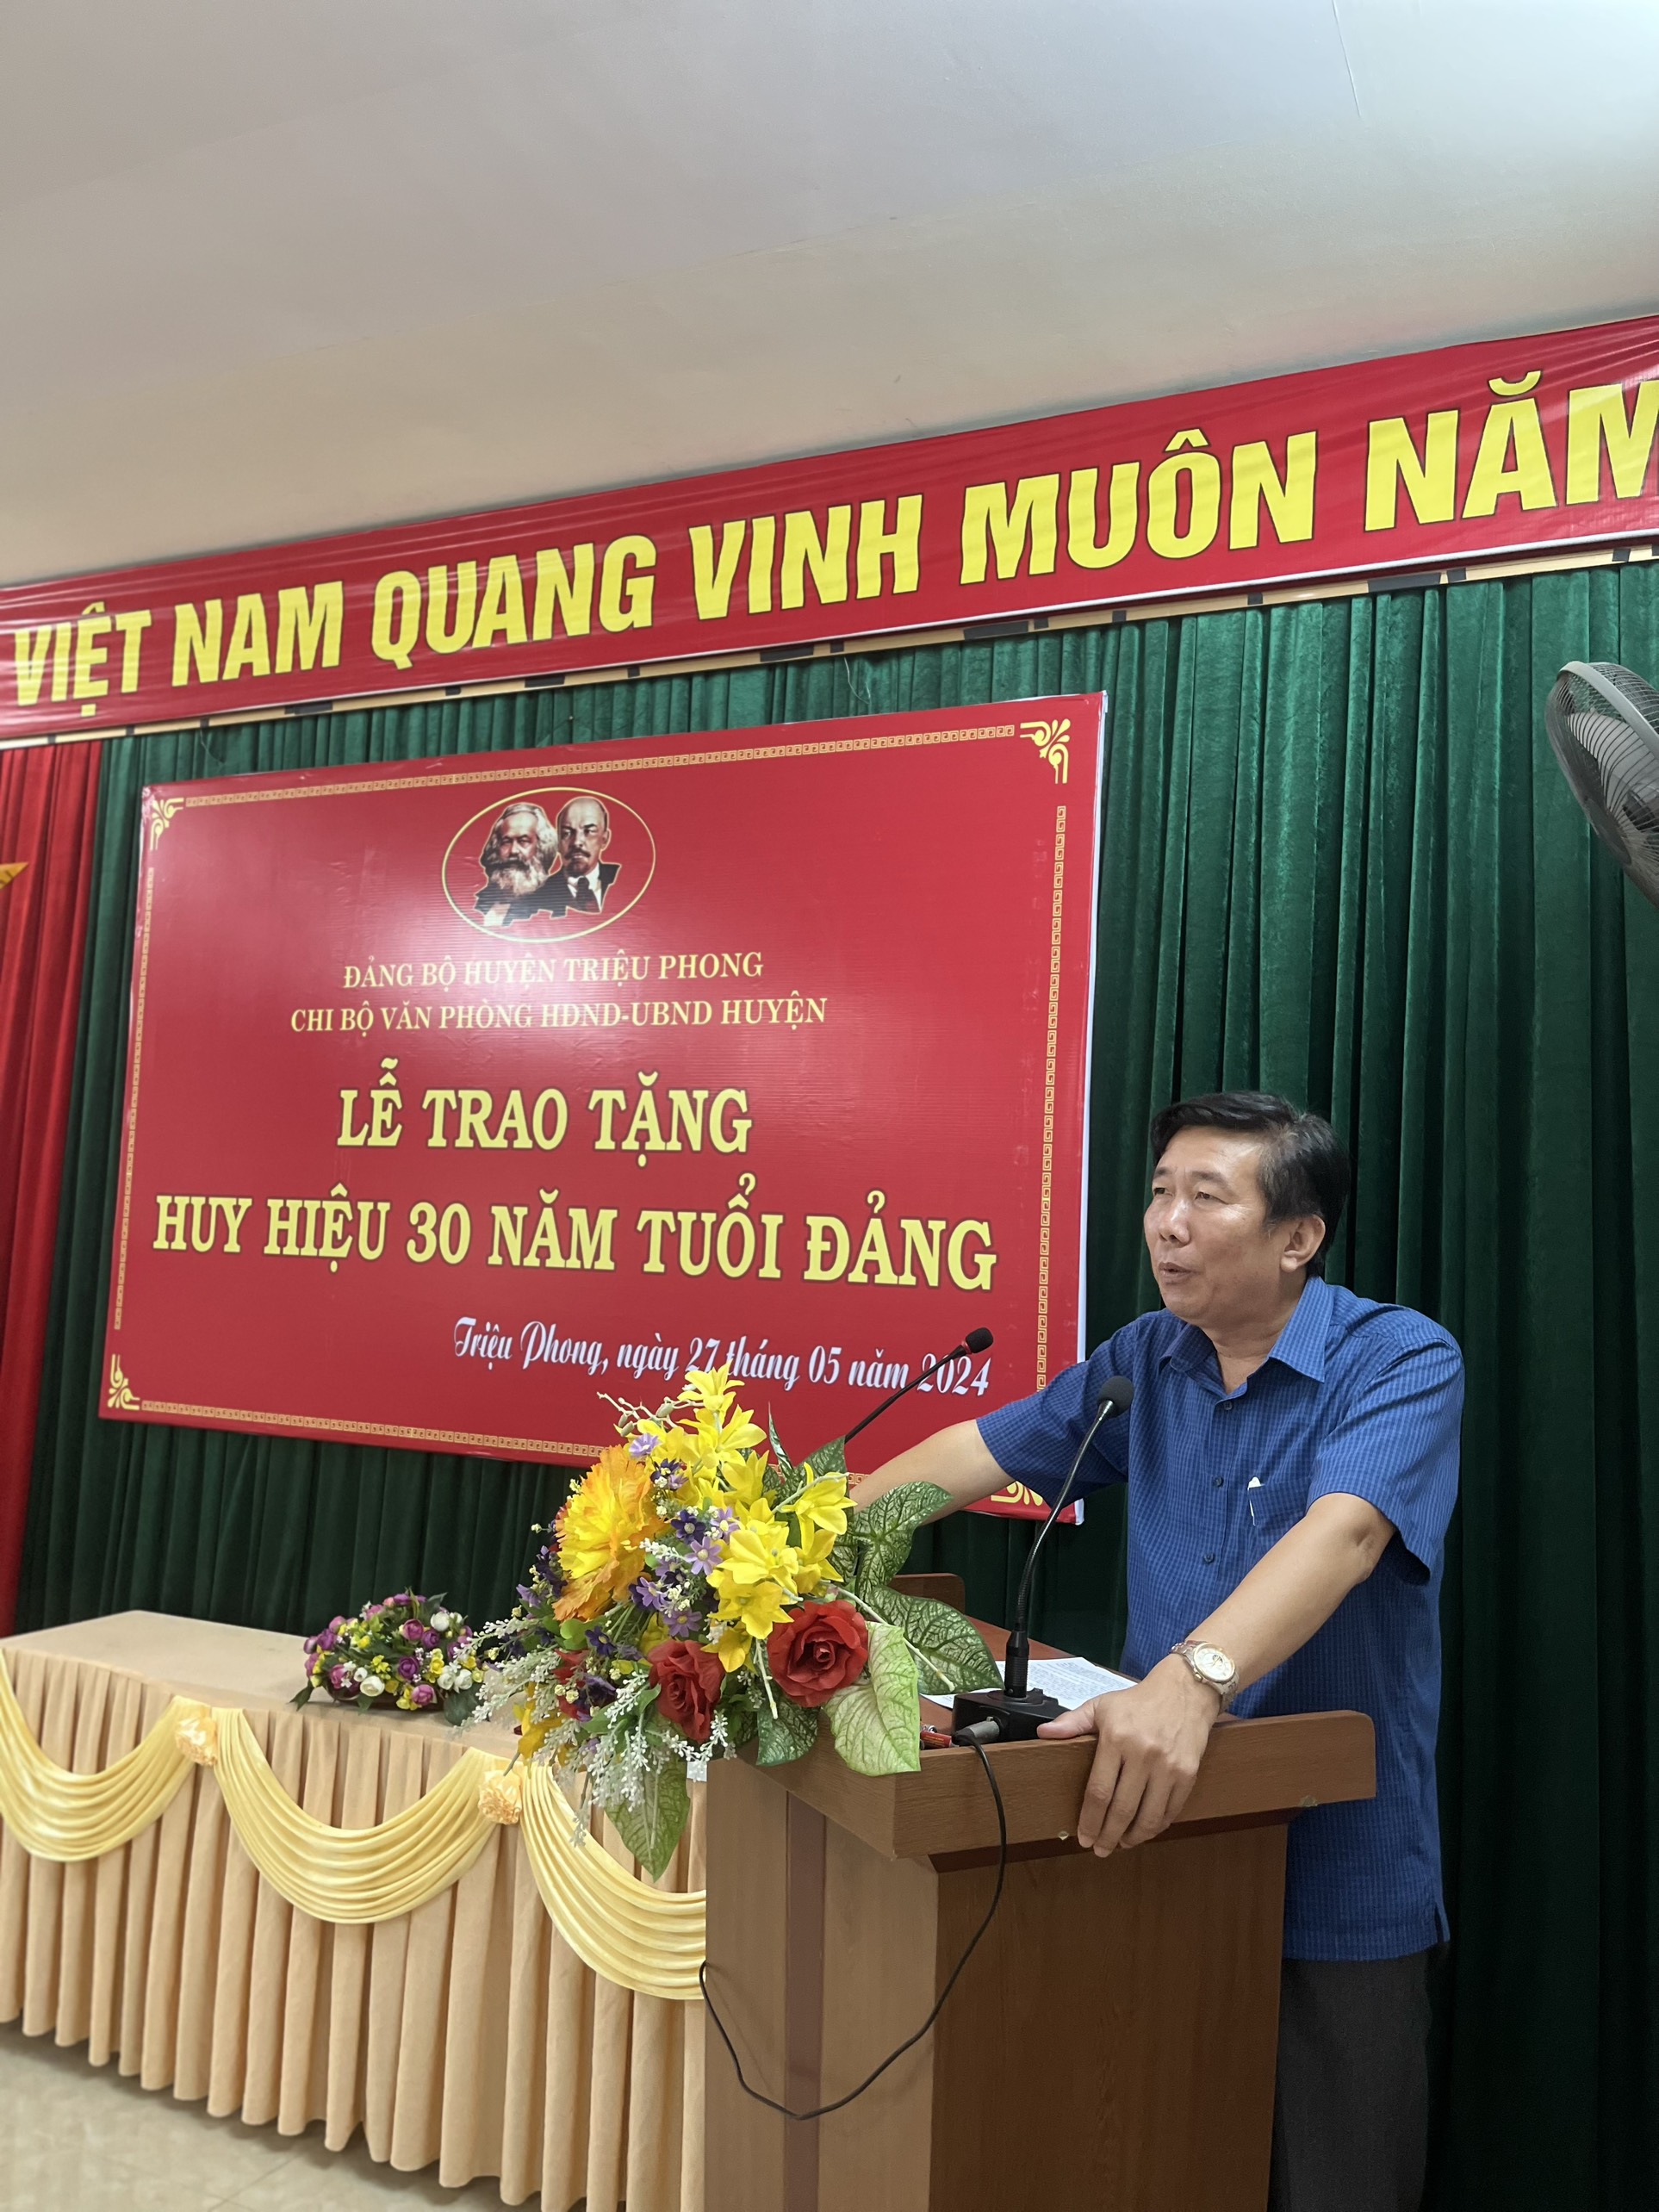 VIỆT NAM QUANG VINH MUÔN NĂM
ĐẢNG BỘ HUYỆN TRIỆU PHONG
CHI BỘ VĂN PHÒNG HĐND-UBND HUYỆN
LỄ TRAO TẶNG
HUY HIỆU 30 NĂM TUỔI ĐẢNG
Triệu Phong, ngày 27 tháng 05 năm 2024